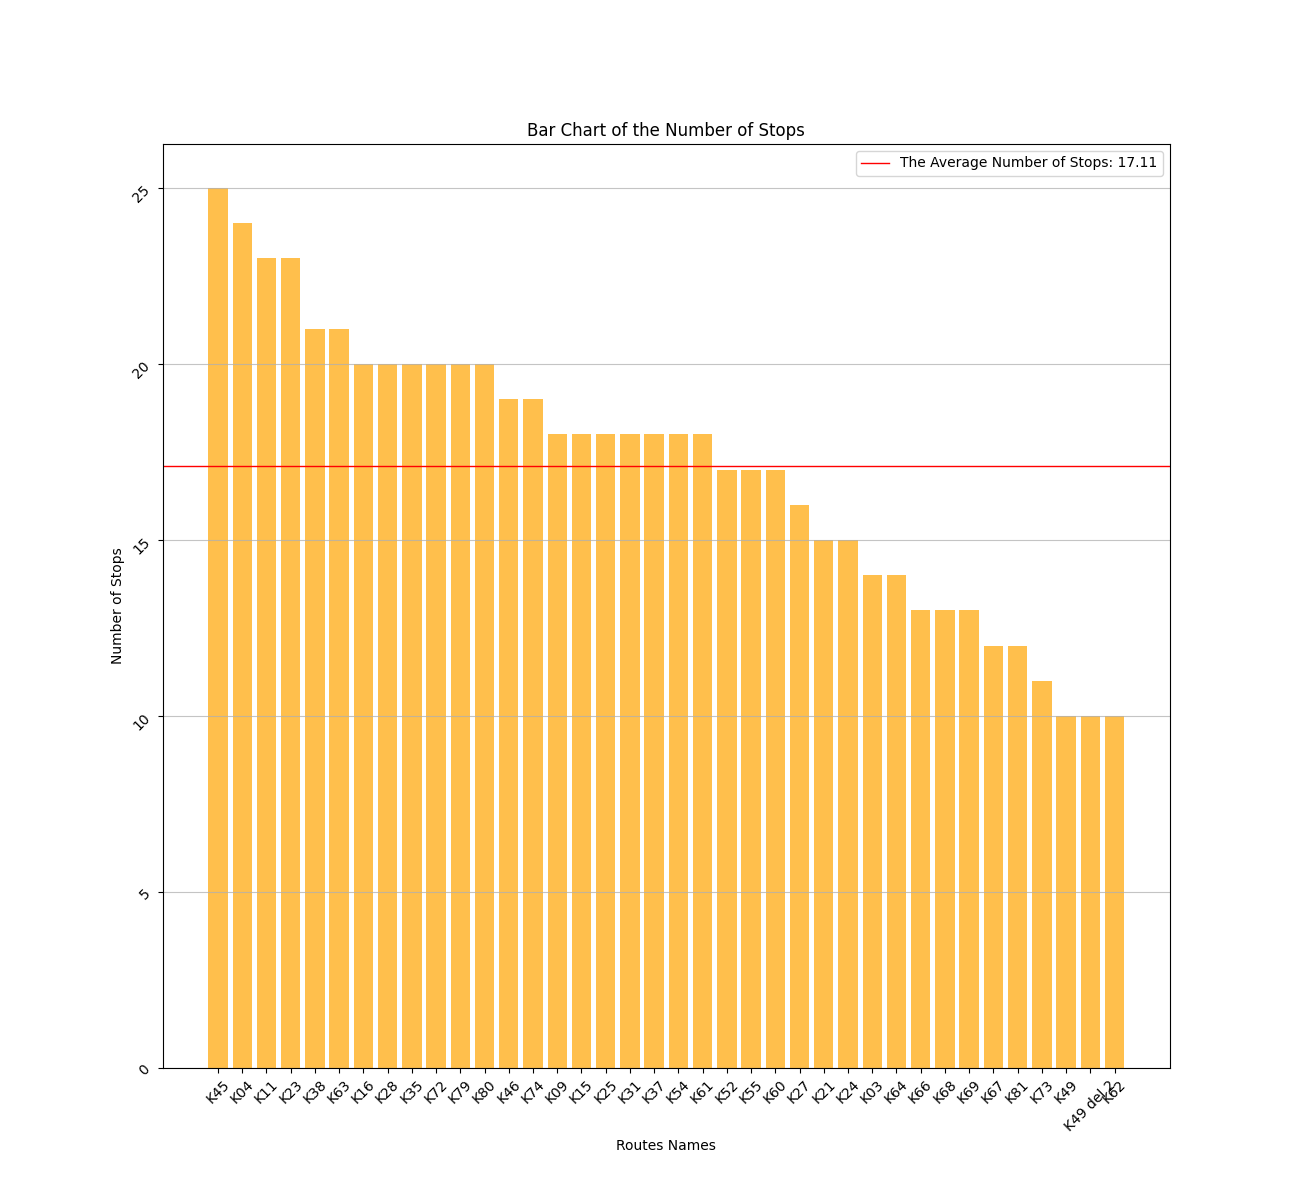 Bar Chart of the Number of Stops
The Average Number of Stops: 17.11
25
20
15
10
5
0
Number of Stops
K45 K04 K11 K23 K38 K63 K16 K28 K35 K72 K79 K80 K46 K74 K09 K15 K25 K31 K37 K54 K61 K52 K55 K60 K27 K21 K24 K03 K64 K66 K68 K69 K67 K81 K73 K49 K49 del 2 K62
Routes Names